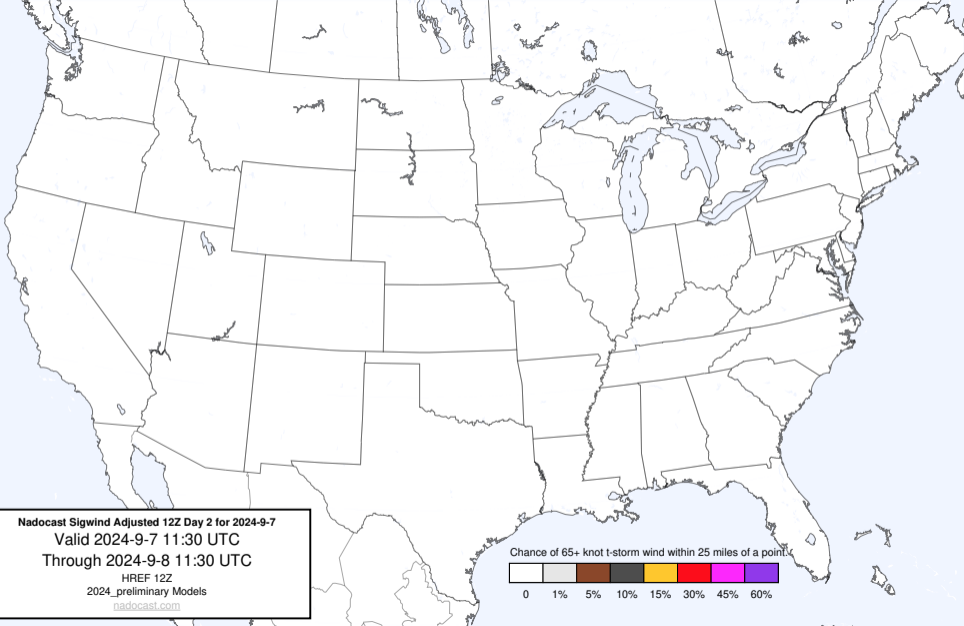 Nadocast Sigwind Adjusted 12Z Day 2 for 2024-9-7
Valid 2024-9-7 11:30 UTC
Through 2024-9-8 11:30 UTC
HREF 12Z
2024_preliminary Models
nadocast.com
Chance of 65+ knot t-storm wind within 25 miles of a point.
0 1% 5% 10% 15% 30% 45% 60%